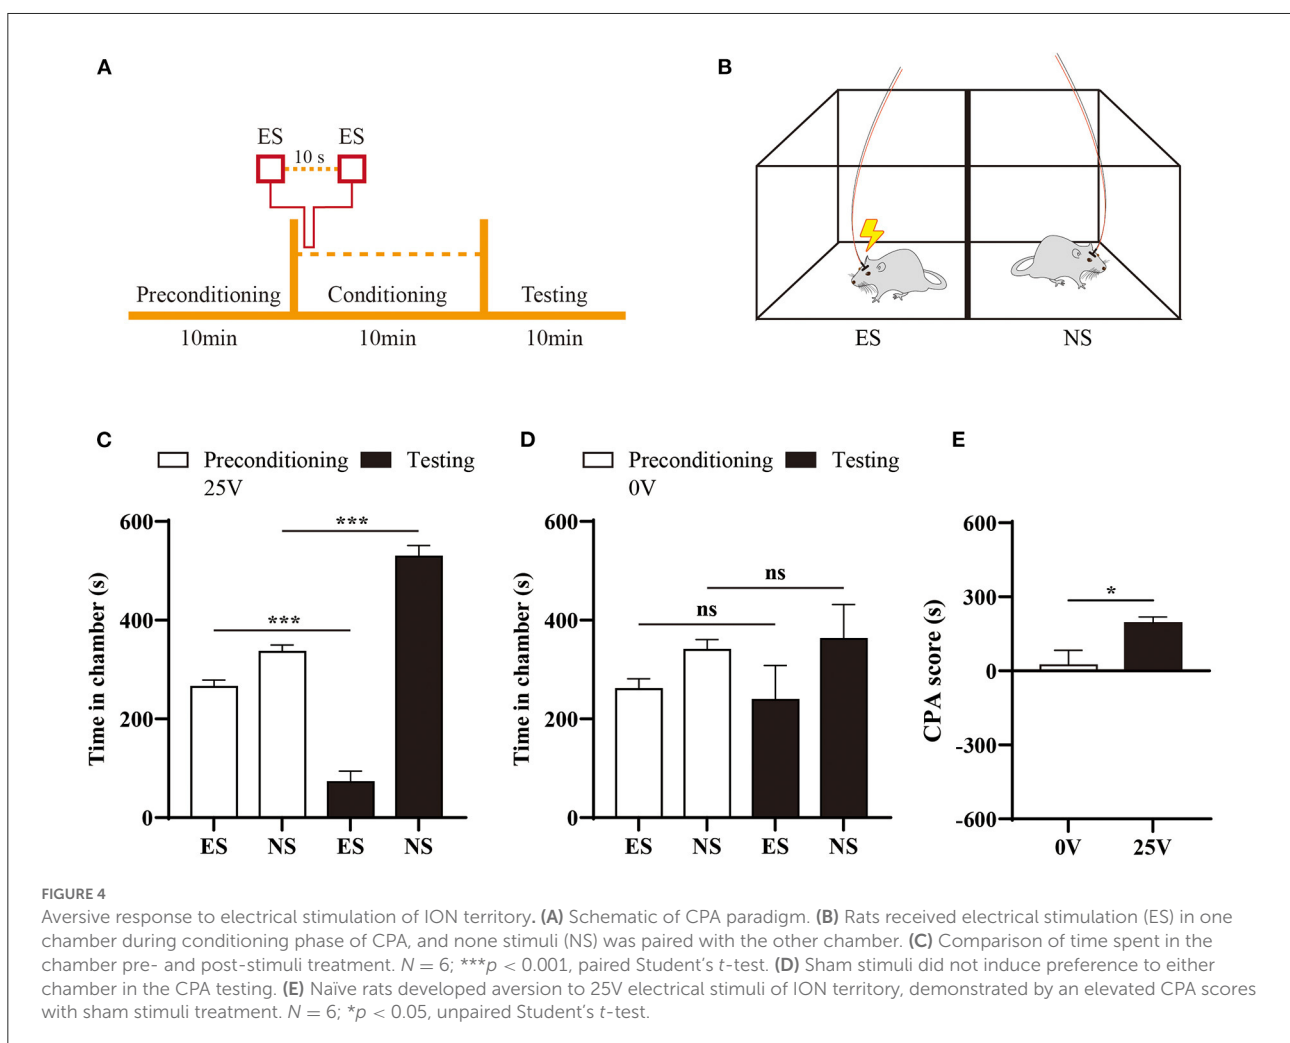 A
ES ES
10 s
Preconditioning Conditioning Testing
10min 10min 10min
B
ES NS
C
Preconditioning Testing
25V
Time in chamber (s)
600
400
200
0
***
***
ES NS ES NS
D
Preconditioning Testing
0V
Time in chamber (s)
600
400
200
0
ns
ns
ES NS ES NS
E
CPA score (s)
600
300
0
-300
-600
*
0V 25V
FIGURE 4
Aversive response to electrical stimulation of ION territory. (A) Schematic of CPA paradigm. (B) Rats received electrical stimulation (ES) in one
chamber during conditioning phase of CPA, and none stimuli (NS) was paired with the other chamber. (C) Comparison of time spent in the
chamber pre- and post-stimuli treatment. N = 6; ***p < 0.001, paired Student's t-test. (D) Sham stimuli did not induce preference to either
chamber in the CPA testing. (E) Naïve rats developed aversion to 25V electrical stimuli of ION territory, demonstrated by an elevated CPA scores
with sham stimuli treatment. N = 6; *p < 0.05, unpaired Student's t-test.